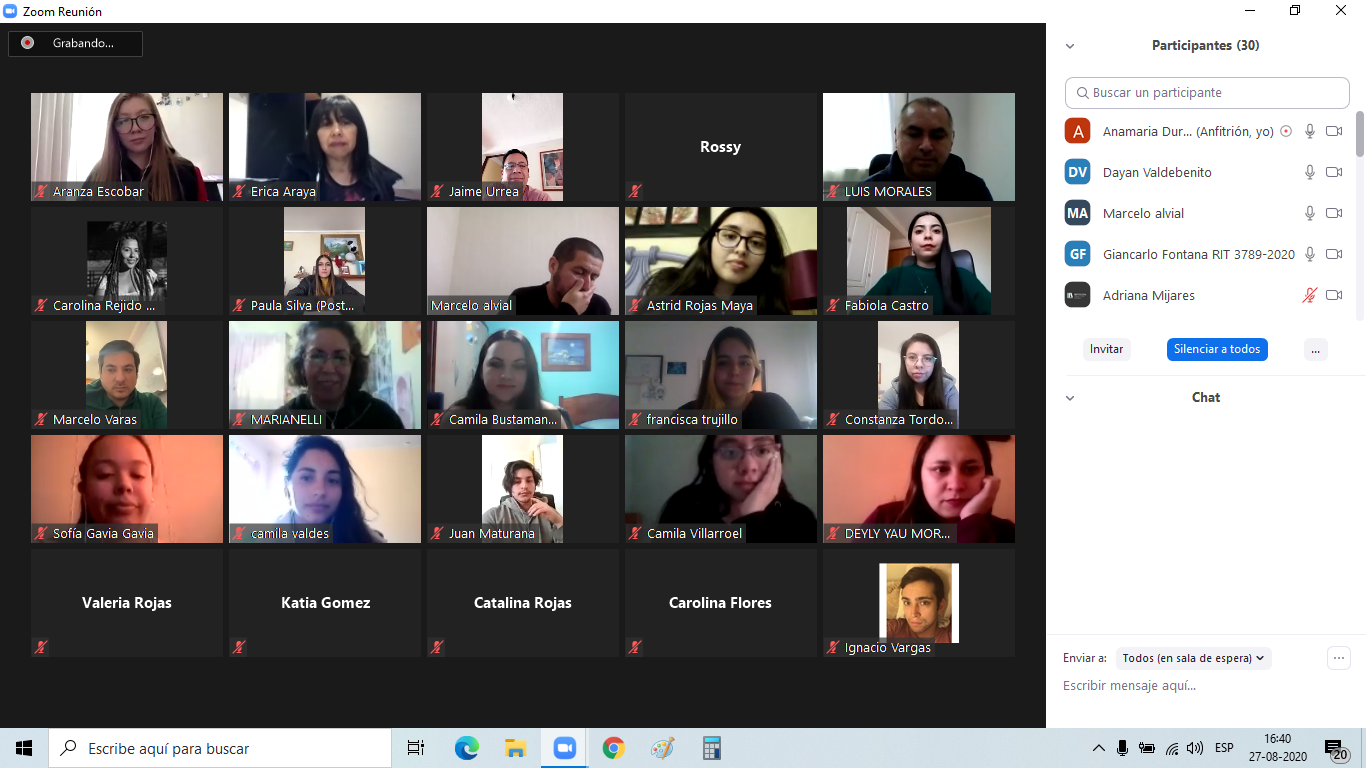 Zoom Reunión
Grabando...
Aranza Escobar
Erica Araya
Jaime Urrea
Rossy
LUIS MORALES
Carolina Rejido ...
Paula Silva (Post...
Marcelo alvial
Astrid Rojas Maya
Fabiola Castro
Marcelo Varas
MARIANELLI
Camila Bustaman...
francisca trujillo
Constanza Tordo...
Sofía Gavia Gavia
camila valdes
Juan Maturana
Camila Villarroel
DEYLY YAU MOR...
Valeria Rojas
Katia Gomez
Catalina Rojas
Carolina Flores
Ignacio Vargas
Participantes (30)
Buscar un participante
A Anamaria Dur... (Anfitrión, yo)
DV Dayan Valdebenito
MA Marcelo alvial
GF Giancarlo Fontana RIT 3789-2020
Adriana Mijares
Invitar
Silenciar a todos
...
Chat
Enviar a: Todos (en sala de espera)
Escribir mensaje aquí...
Escribe aquí para buscar
ESP
16:40
27-08-2020
20